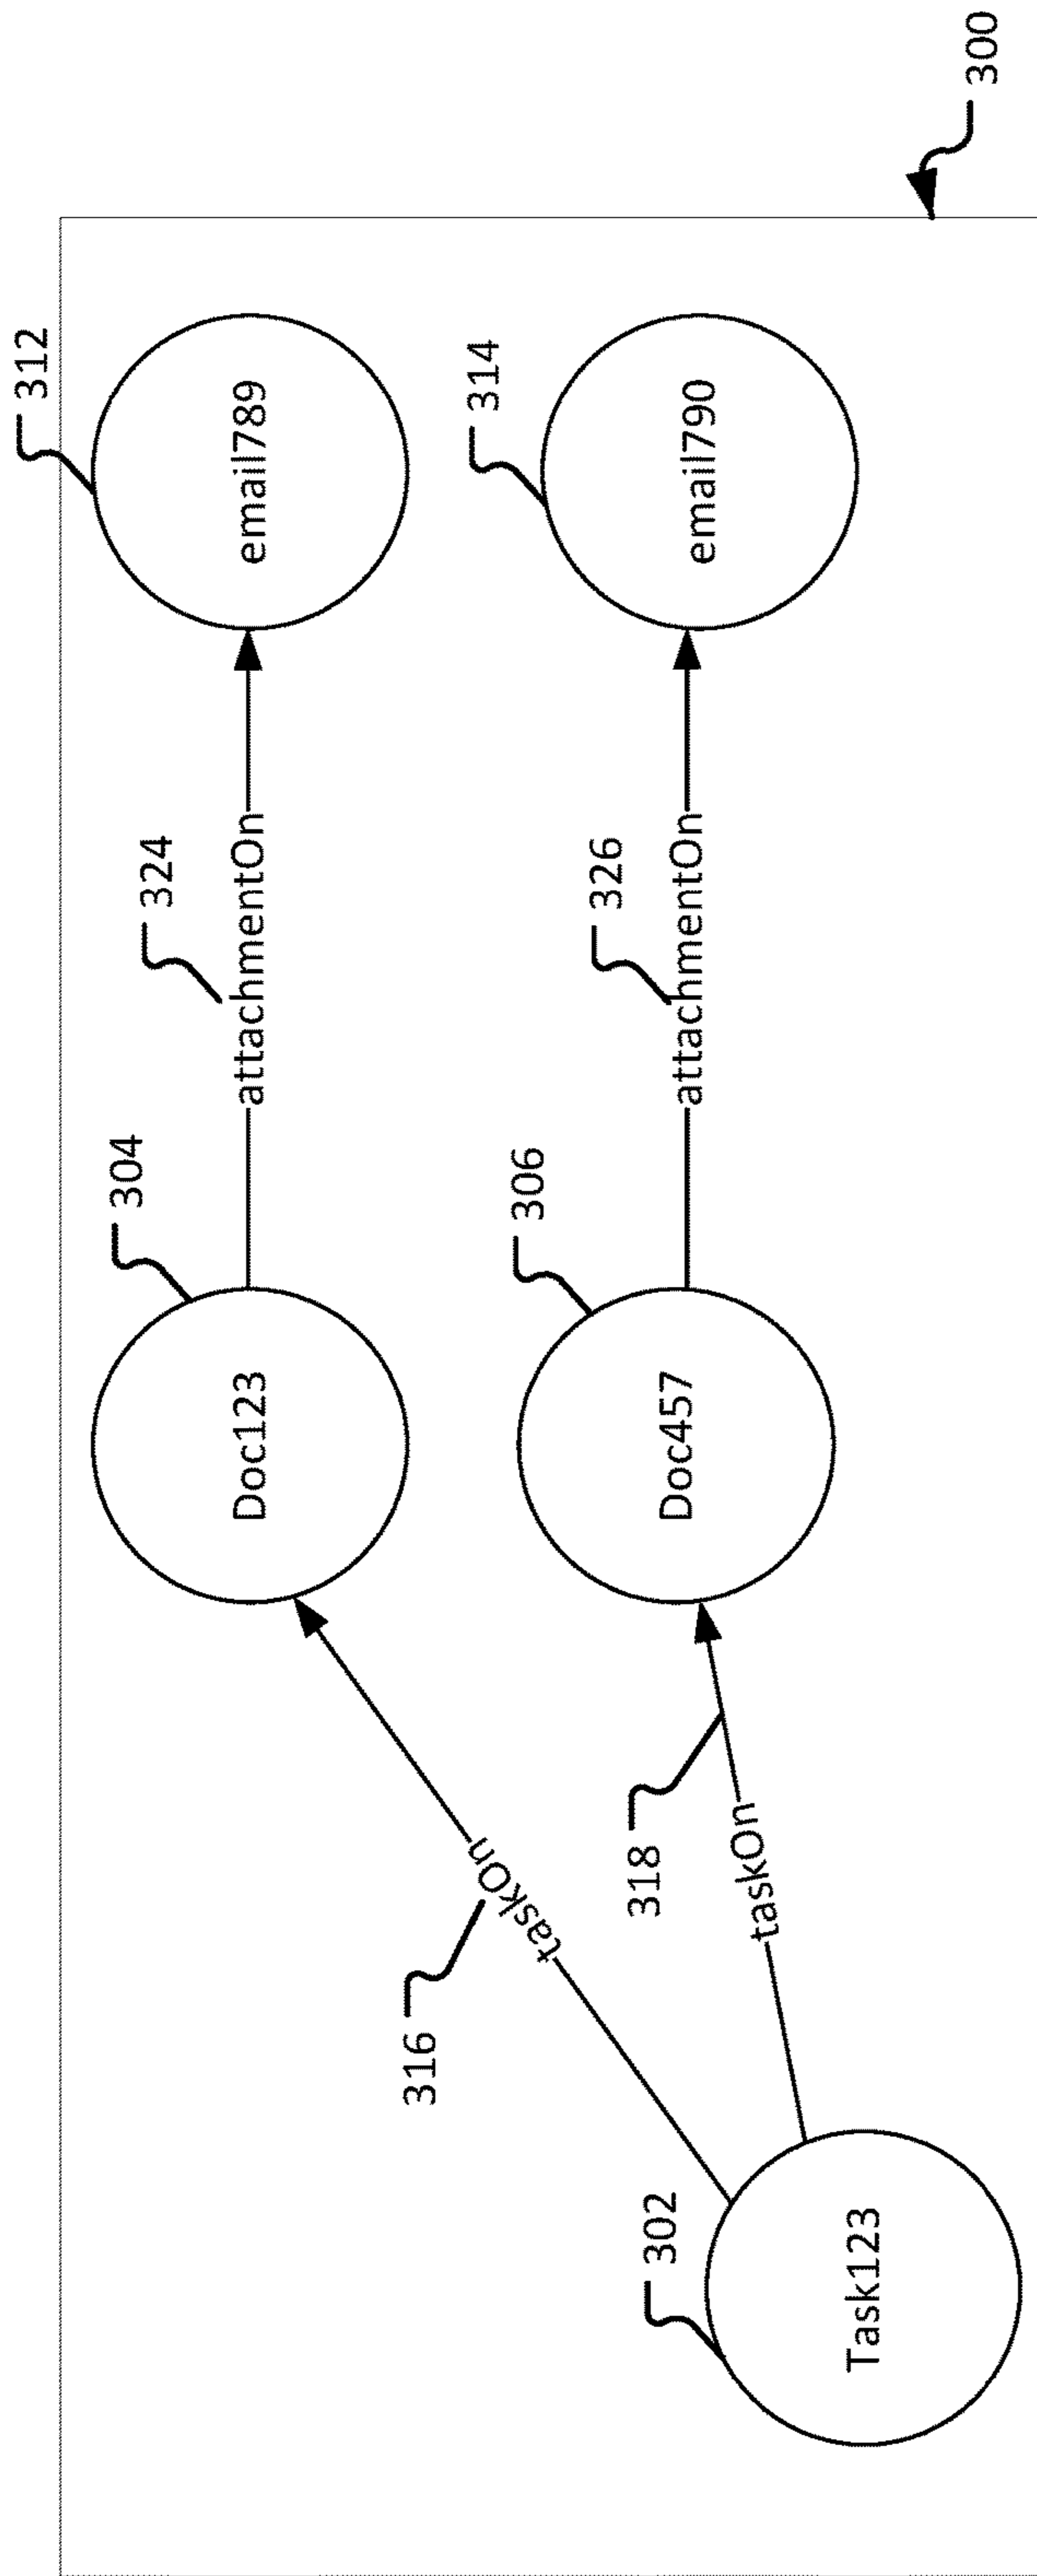 300
312
email789
324
attachmentOn
304
Doc123
316
taskOn
314
email790
326
attachmentOn
306
Doc457
318
taskOn
302
Task123